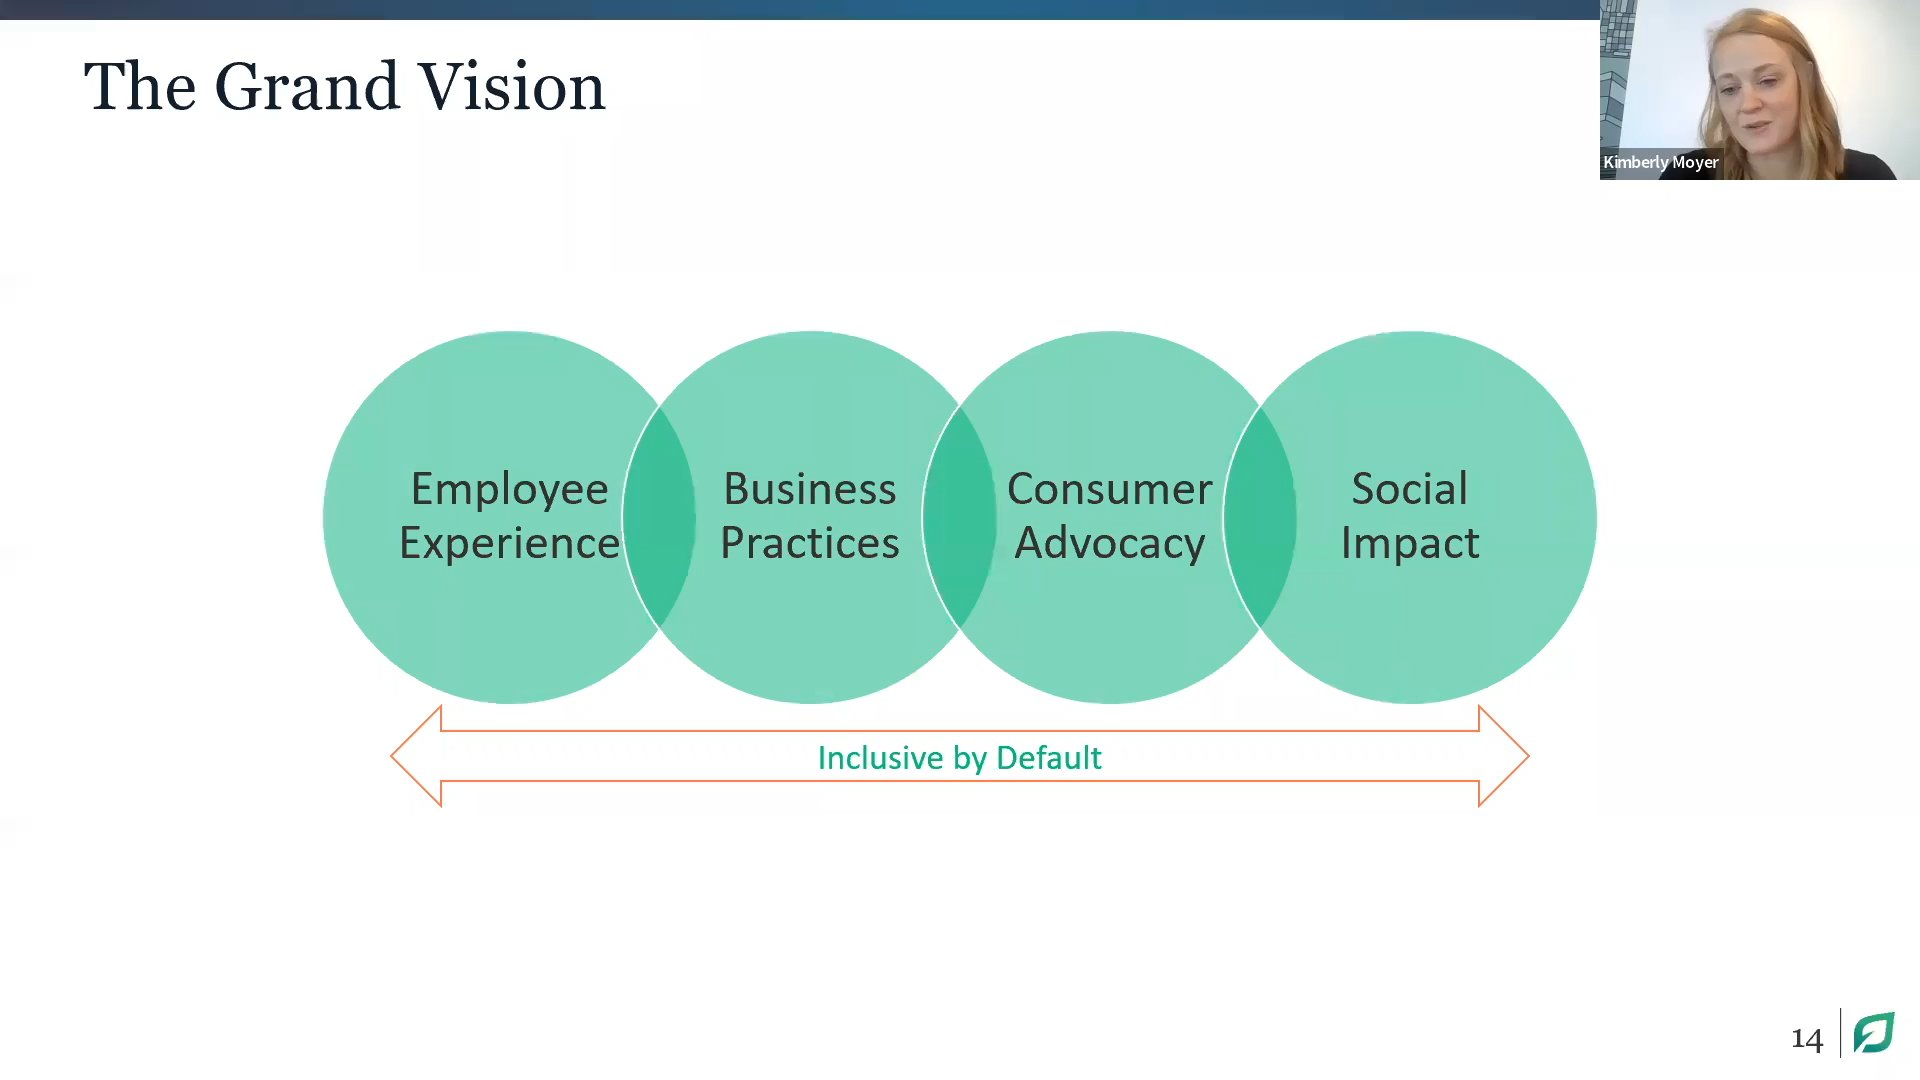 The Grand Vision
Kimberly Moyer
Employee
Experience
Business
Practices
Consumer
Advocacy
Social
Impact
Inclusive by Default
14